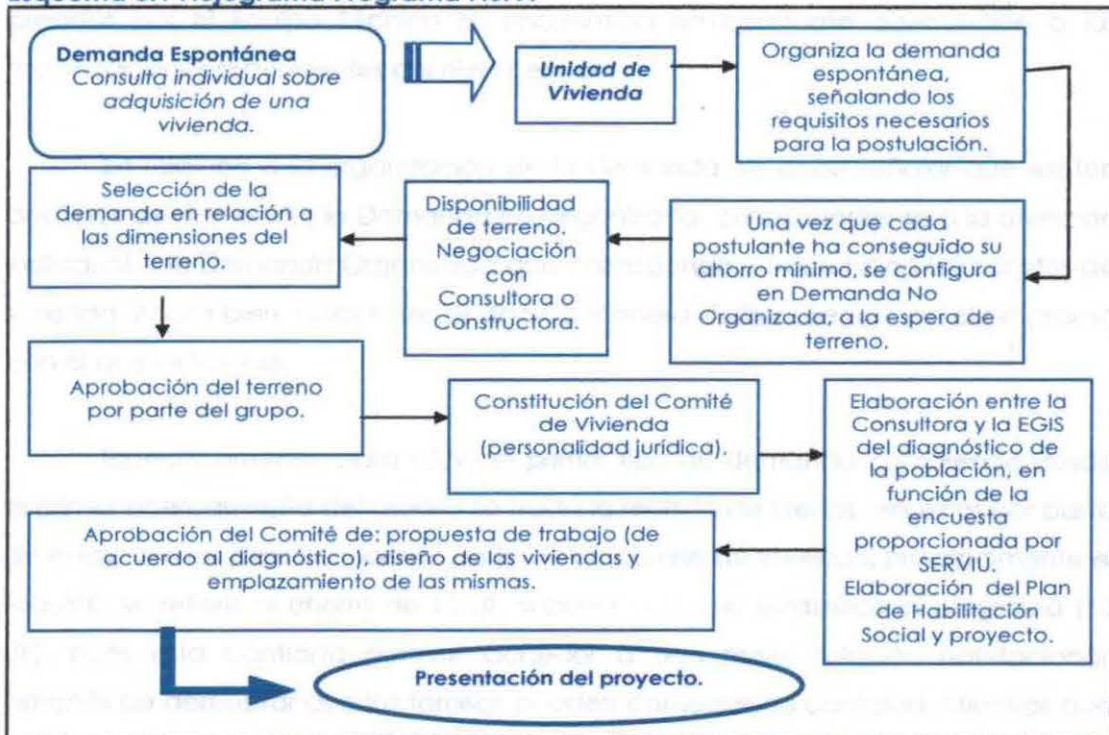 Demanda Espontánea
Consulta individual sobre
adquisición de una
vivienda.
Unidad de
Vivienda
Organiza la demanda
espontánea,
señalando los
requisitos necesarios
para la postulación.
Una vez que cada
postulante ha conseguido su
ahorro mínimo, se configura
en Demanda No
Organizada, a la espera de
terreno.
Disponibilidad
de terreno.
Negociación
con
Consultora o
Constructora.
Selección de la
demanda en relación a
las dimensiones del
terreno.
Aprobación del terreno
por parte del grupo.
Constitución del Comité
de Vivienda
(personalidad jurídica).
Elaboración entre la
Consultora y la EGIS
del diagnóstico de
la población, en
función de la
encuesta
proporcionada por
SERVIU.
Elaboración del Plan
de Habilitación
Social y proyecto.
Aprobación del Comité de: propuesta de trabajo (de
acuerdo al diagnóstico), diseño de las viviendas y
emplazamiento de las mismas.
Presentación del proyecto.